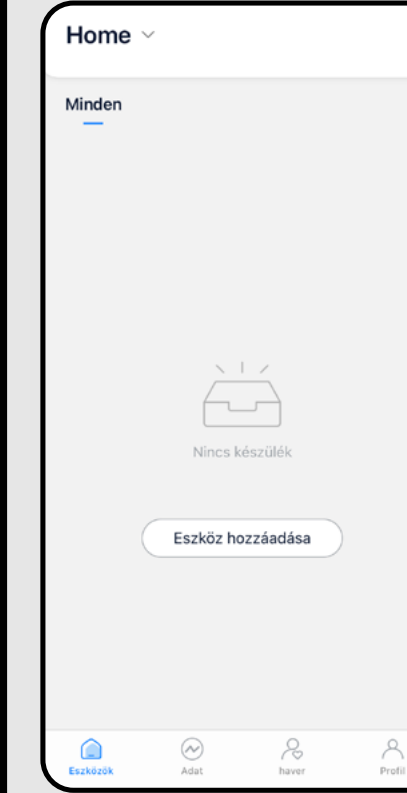 Home
Minden
Nincs készülék
Eszköz hozzáadása
Eszközök
Adat
haver
Profil